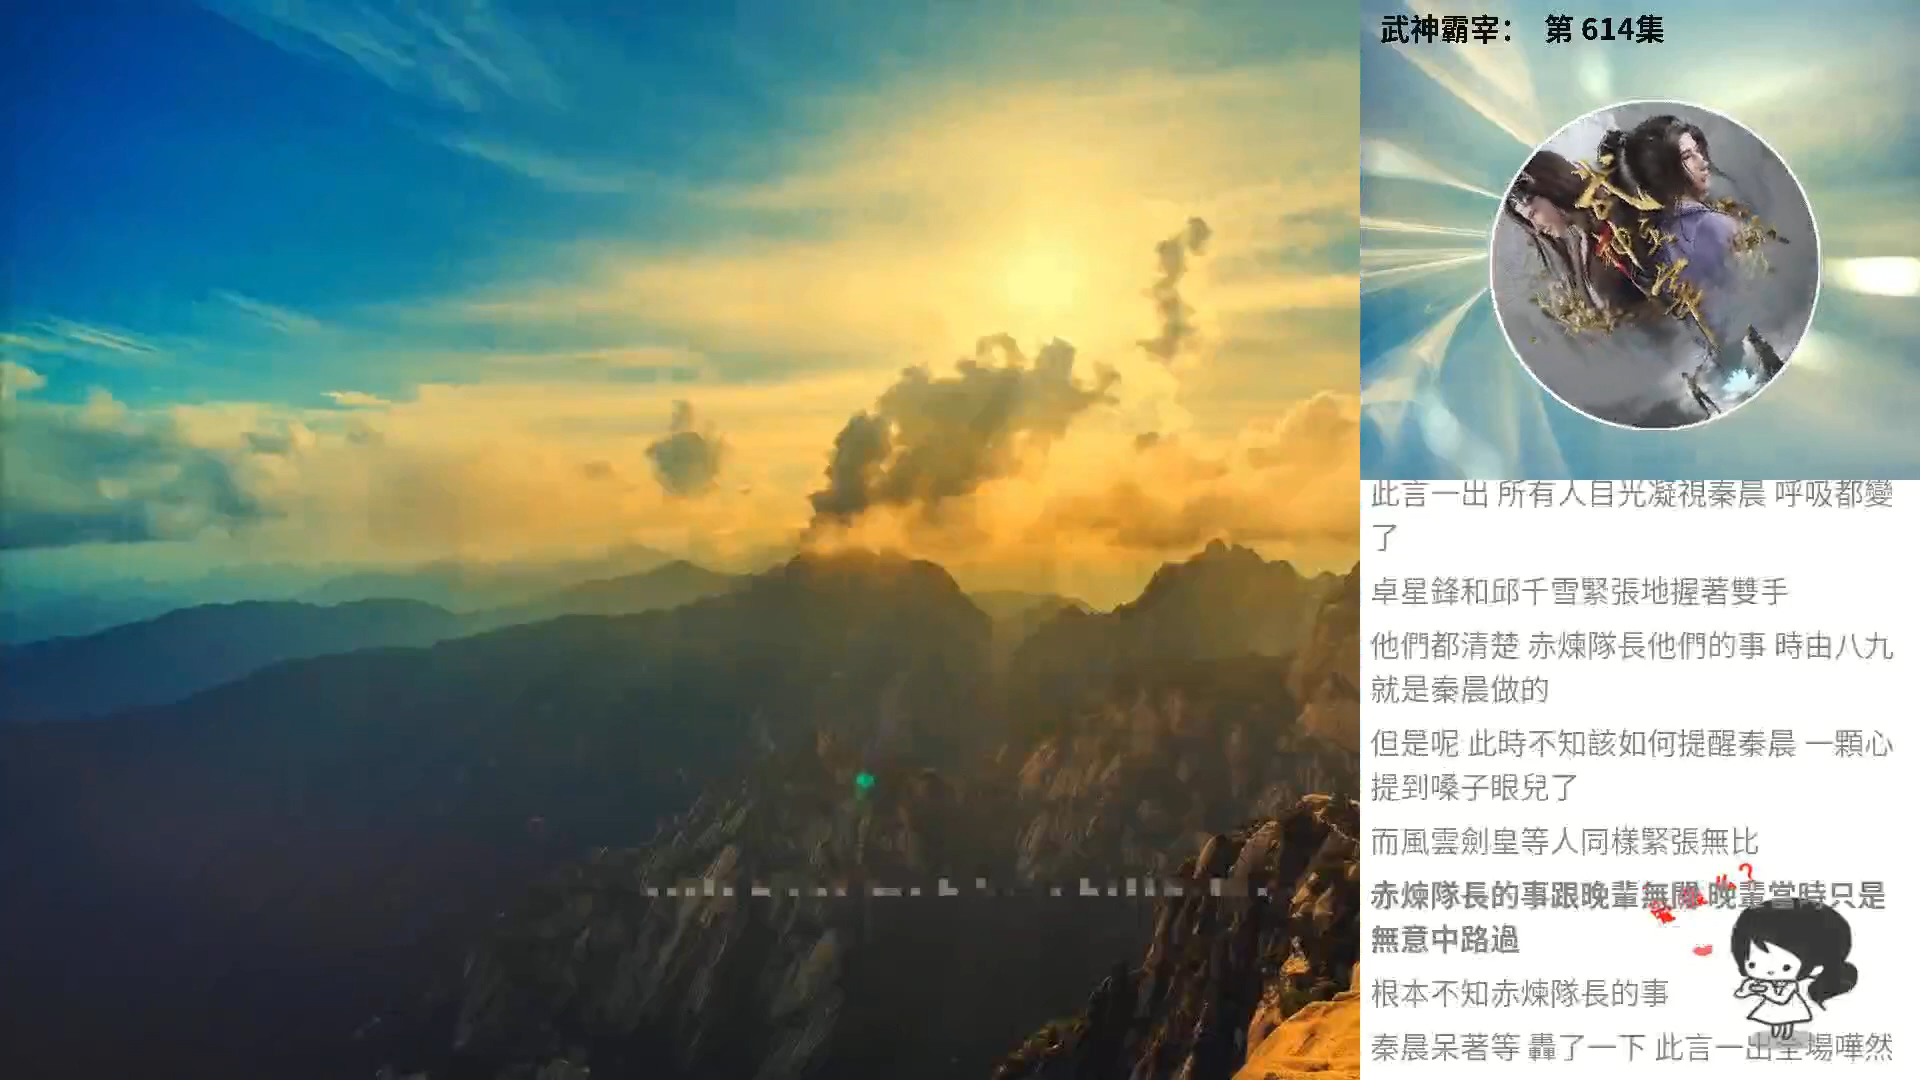 武神霸宰： 第 614集
此言一出 所有人目光凝視秦晨 呼吸都變
了
卓星鋒和邱千雪緊張地握著雙手
他們都清楚 赤煉隊長他們的事 時由八九
就是秦晨做的
但是呢 此時不知該如何提醒秦晨 一顆心
提到嗓子眼兒了
而風雲劍皇等人同樣緊張無比
赤煉隊長的事跟晚輩無關 晚輩當時只是
無意中路過
根本不知赤煉隊長的事
秦晨呆著等 轟了一下 此言一出全場嘩然